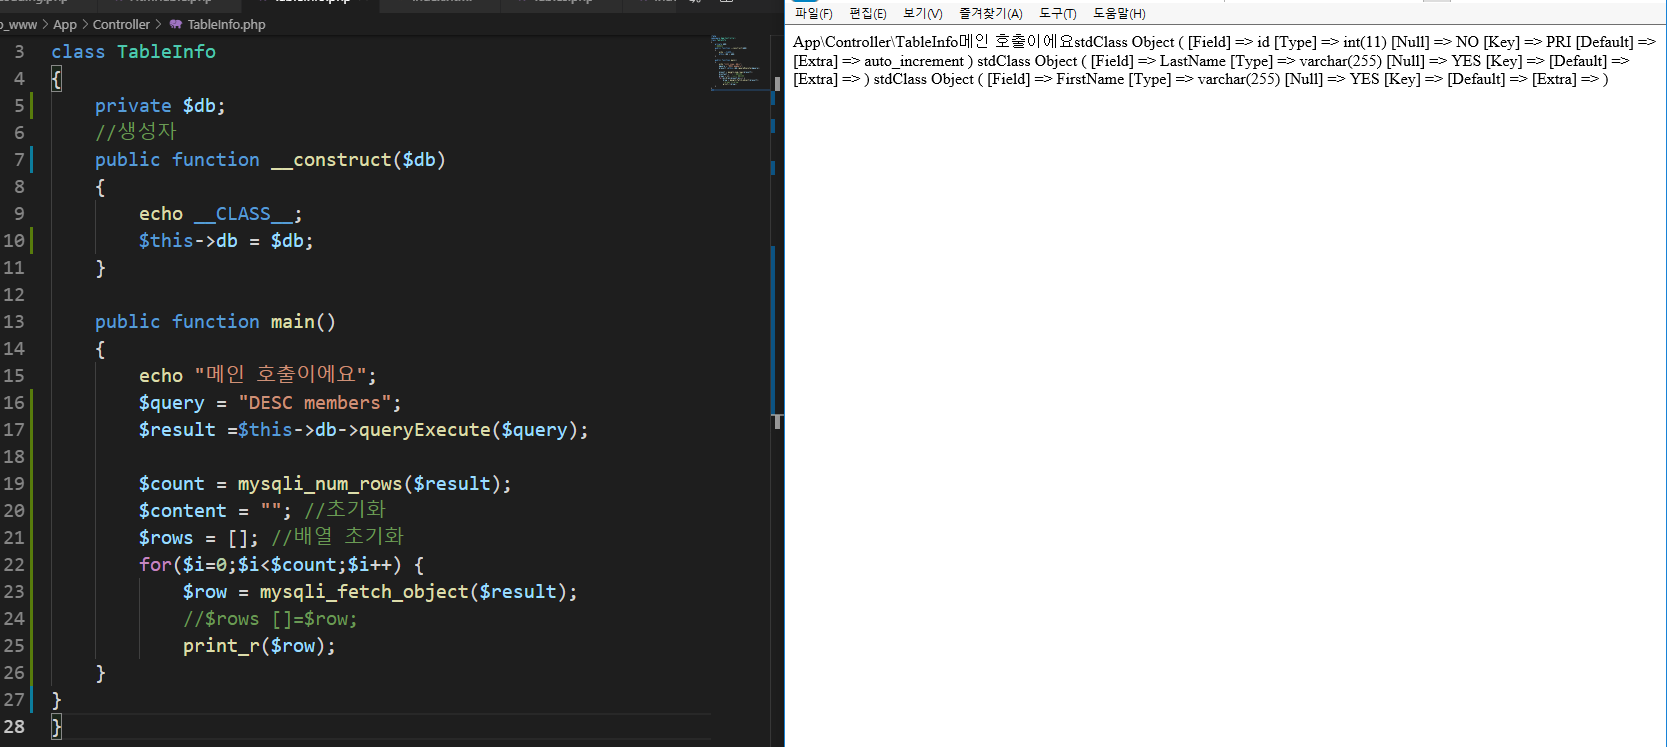 TableInfo.php
o_www > App > Controller > TableInfo.php
3 class TableInfo
4 {
5 private $db;
6 //생성자
7 public function __construct($db)
8 {
9 echo __CLASS__;
10 $this->db = $db;
11 }
12
13 public function main()
14 {
15 echo "메인 호출이에요";
16 $query = "DESC members";
17 $result =$this->db->queryExecute($query);
18
19 $count = mysqli_num_rows($result);
20 $content = ""; //초기화
21 $rows = []; //배열 초기화
22 for($i=0;$i<$count;$i++) {
23 $row = mysqli_fetch_object($result);
24 //$rows []=$row;
25 print_r($row);
26 }
27 }
28 }
파일(F) 편집(E) 보기(V) 즐겨찾기(A) 도구(T) 도움말(H)
App\Controller\TableInfo메인 호출이에요stdClass Object ( [Field] => id [Type] => int(11) [Null] => NO [Key] => PRI [Default] =>
[Extra] => auto_increment ) stdClass Object ( [Field] => LastName [Type] => varchar(255) [Null] => YES [Key] => [Default] =>
[Extra] => ) stdClass Object ( [Field] => FirstName [Type] => varchar(255) [Null] => YES [Key] => [Default] => [Extra] => )